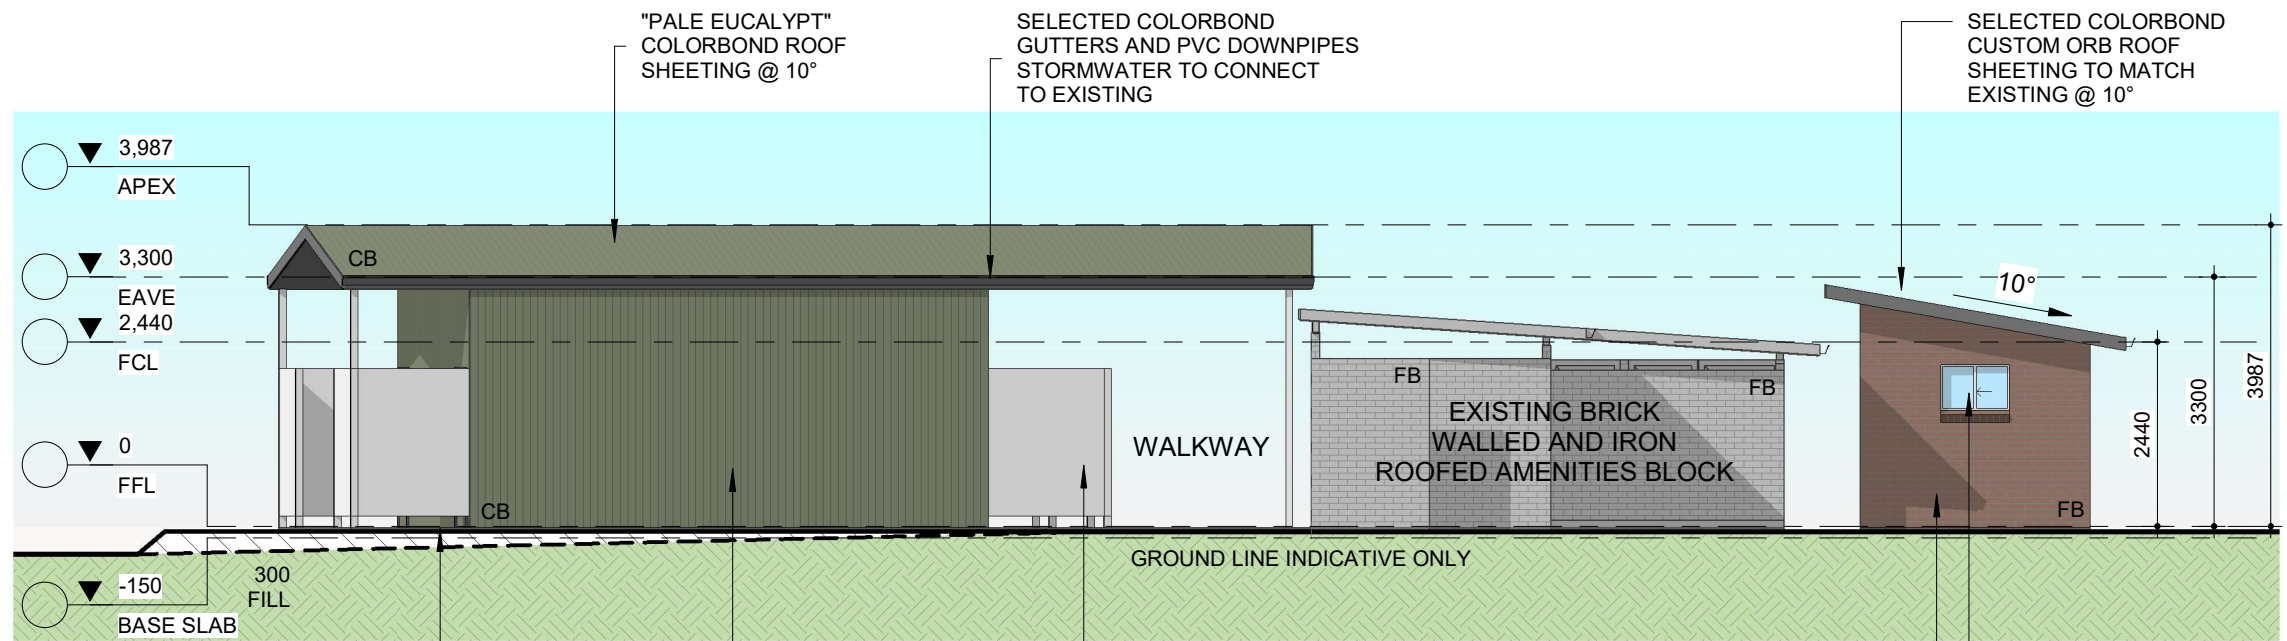 "PALE EUCALYPT"
COLORBOND ROOF
SHEETING @ 10°
SELECTED COLORBOND
GUTTERS AND PVC DOWNPIPES
STORMWATER TO CONNECT
TO EXISTING
SELECTED COLORBOND
CUSTOM ORB ROOF
SHEETING TO MATCH
EXISTING @ 10°
3,987
APEX
3,300
EAVE
2,440
FCL
0
FFL
-150
BASE SLAB
300
FILL
CB
CB
WALKWAY
FB
FB
EXISTING BRICK
WALLED AND IRON
ROOFED AMENITIES BLOCK
GROUND LINE INDICATIVE ONLY
10°
FB
2440
3300
3987